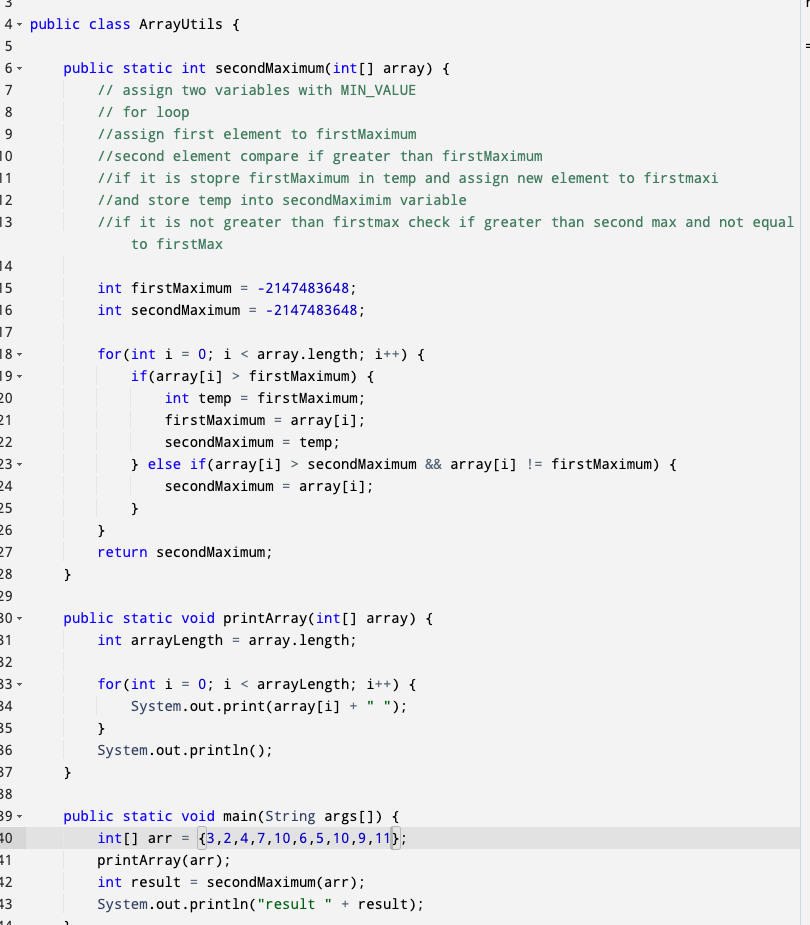 3
4 public class ArrayUtils {
5
6 public static int secondMaximum(int[] array) {
7 // assign two variables with MIN_VALUE
8 // for loop
9 //assign first element to firstMaximum
10 //second element compare if greater than firstMaximum
11 //if it is stopre firstMaximum in temp and assign new element to firstmaxi
12 //and store temp into secondMaximim variable
13 //if it is not greater than firstmax check if greater than second max and not equal
to firstMax
14
15 int firstMaximum = -2147483648;
16 int secondMaximum = -2147483648;
17
18 for(int i = 0; i < array.length; i++) {
19 if(array[i] > firstMaximum) {
20 int temp = firstMaximum;
21 firstMaximum = array[i];
22 secondMaximum = temp;
23 } else if(array[i] > secondMaximum && array[i] != firstMaximum) {
24 secondMaximum = array[i];
25 }
26 }
27 return secondMaximum;
28 }
29
30 public static void printArray(int[] array) {
31 int arrayLength = array.length;
32
33 for(int i = 0; i < arrayLength; i++) {
34 System.out.print(array[i] + " ");
35 }
36 System.out.println();
37 }
38
39 public static void main(String args[]) {
40 int[] arr = {3,2,4,7,10,6,5,10,9,11};
41 printArray(arr);
42 int result = secondMaximum(arr);
43 System.out.println("result " + result);